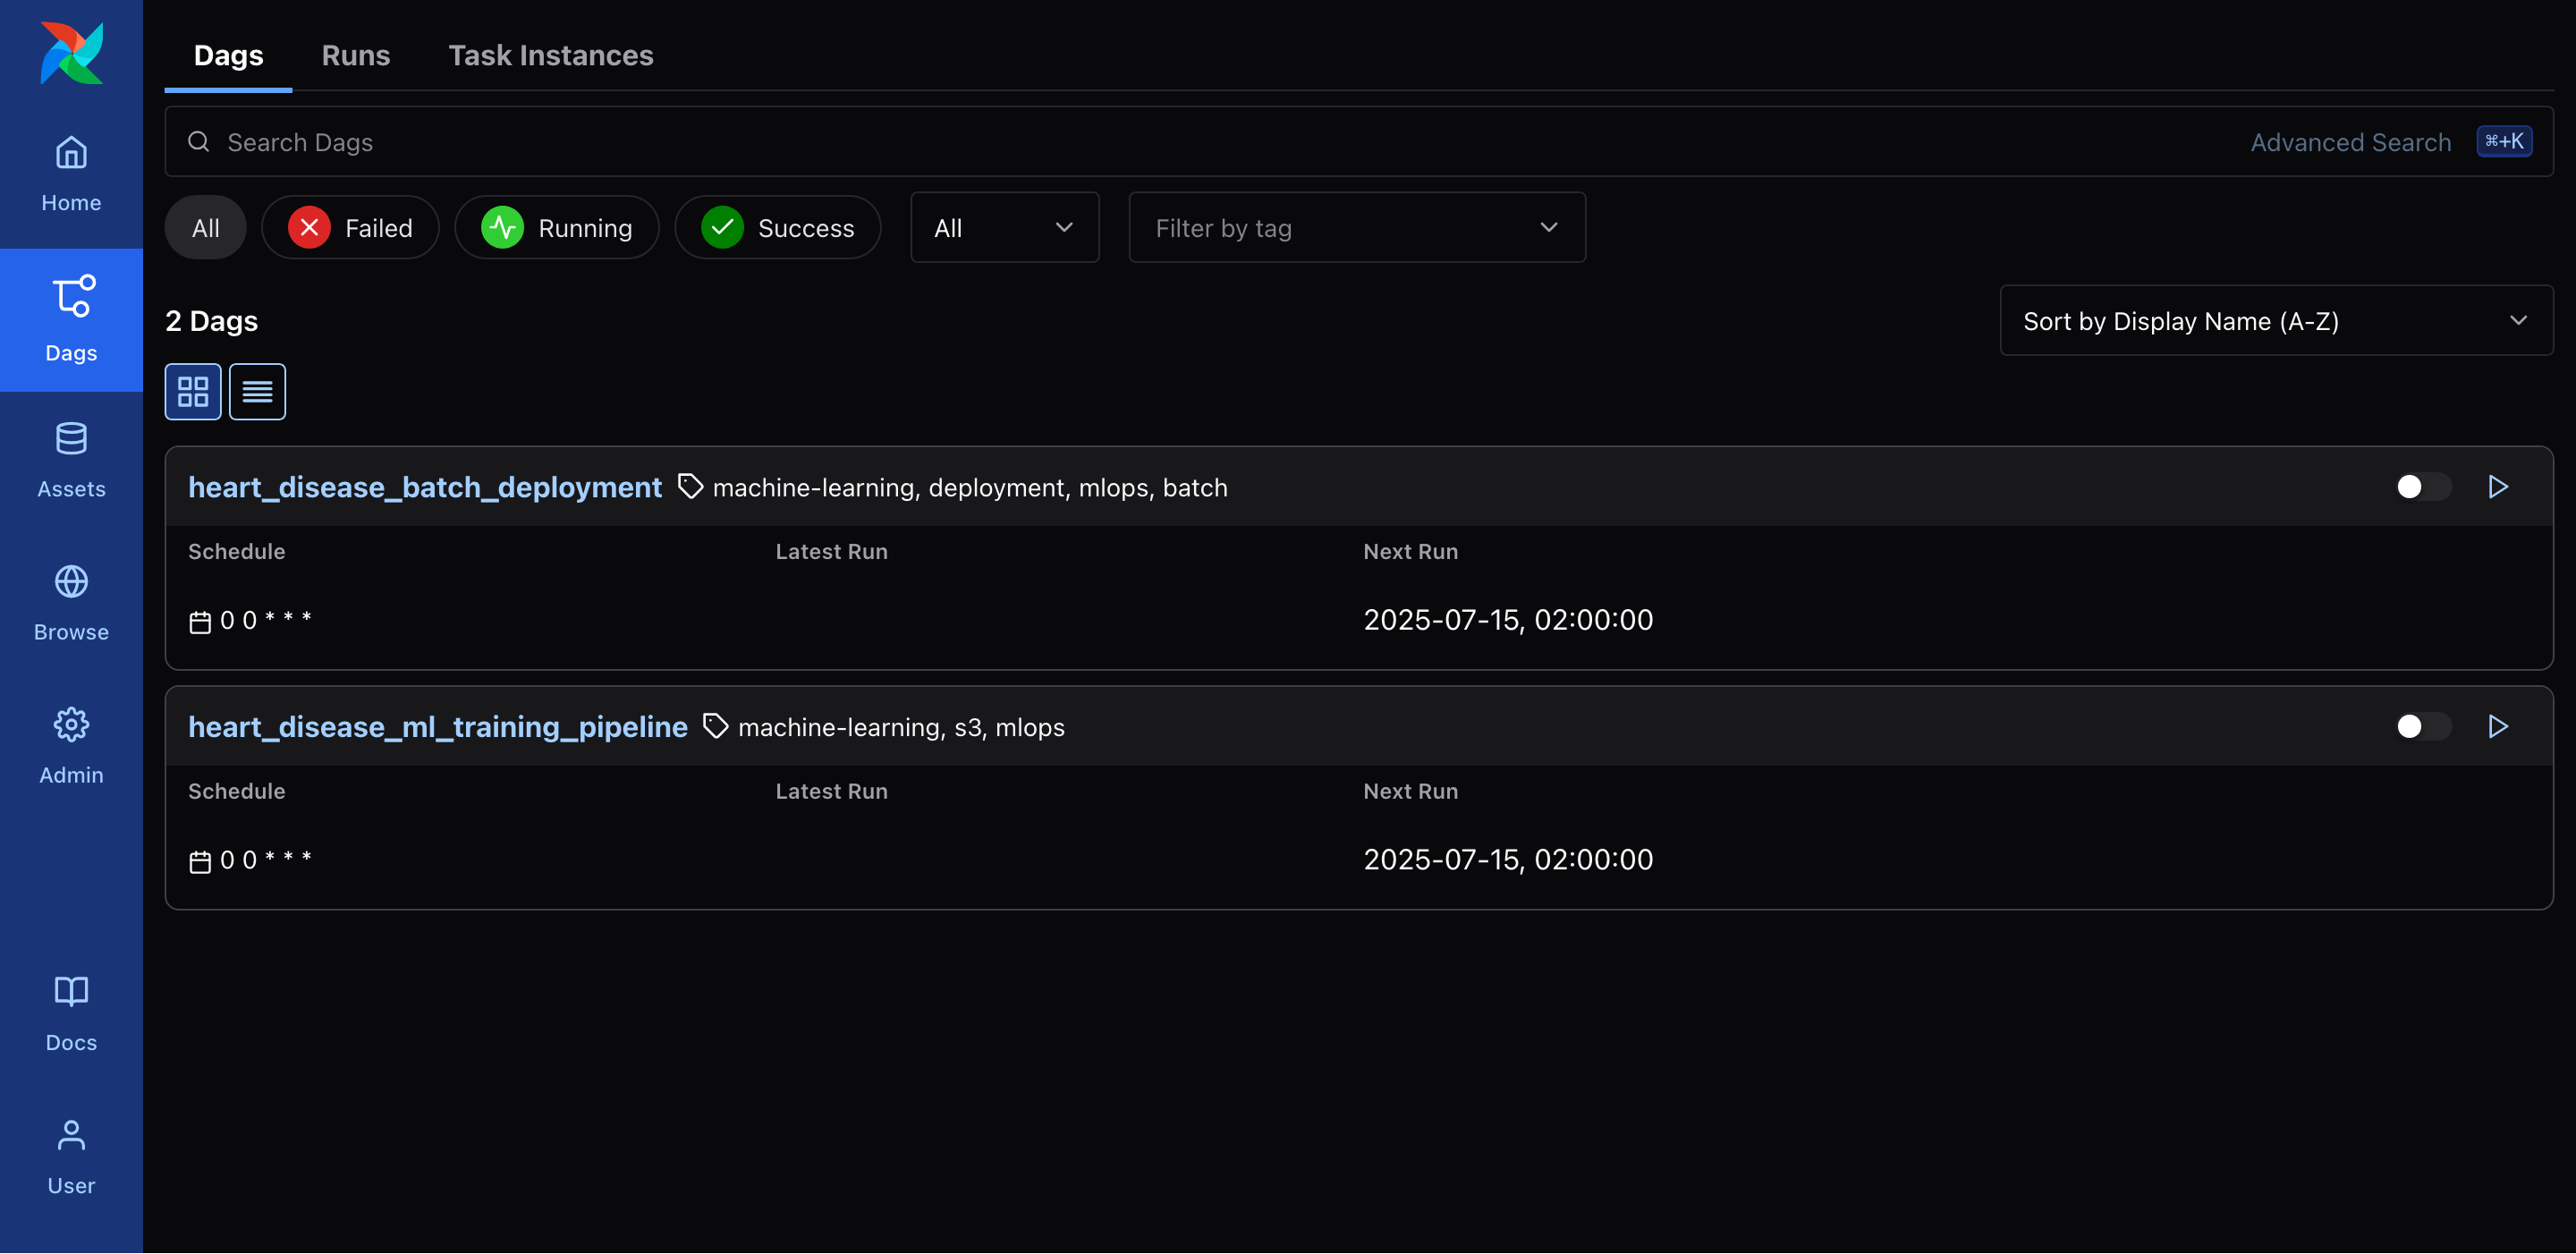 Dags Runs Task Instances
Search Dags Advanced Search ⌘+K
All Failed Running Success All Filter by tag
2 Dags Sort by Display Name (A-Z)
heart_disease_batch_deployment machine-learning, deployment, mlops, batch
Schedule Latest Run Next Run
0 0 * * * 2025-07-15, 02:00:00
heart_disease_ml_training_pipeline machine-learning, s3, mlops
Schedule Latest Run Next Run
0 0 * * * 2025-07-15, 02:00:00
Home
Dags
Assets
Browse
Admin
Docs
User